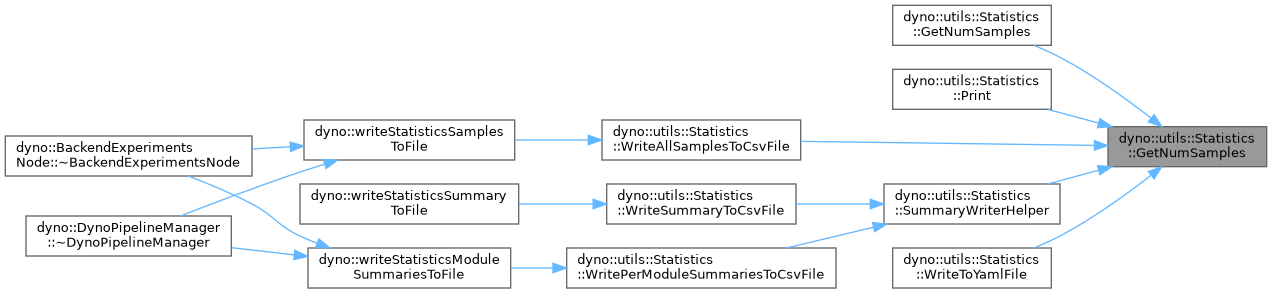 dyno::utils::Statistics
::GetNumSamples
dyno::utils::Statistics
::Print
dyno::utils::Statistics
::GetNumSamples
dyno::writeStatisticsSamples
ToFile
dyno::utils::Statistics
::WriteAllSamplesToCsvFile
dyno::BackendExperiments
Node::~BackendExperimentsNode
dyno::writeStatisticsSummary
ToFile
dyno::utils::Statistics
::WriteSummaryToCsvFile
dyno::utils::Statistics
::SummaryWriterHelper
dyno::DynoPipelineManager
::~DynoPipelineManager
dyno::writeStatisticsModule
SummariesToFile
dyno::utils::Statistics
::WritePerModuleSummariesToCsvFile
dyno::utils::Statistics
::WriteToYamlFile